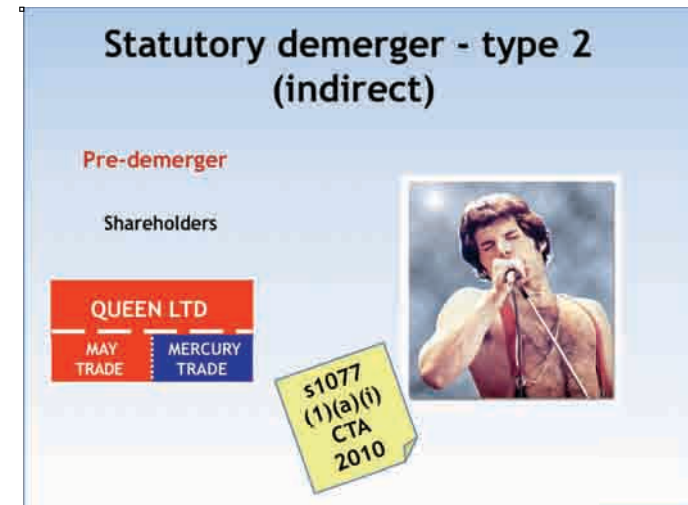 Statutory demerger - type 2
(indirect)
Pre-demerger
Shareholders
QUEEN LTD
MAY
TRADE
MERCURY
TRADE
s1077
(1)(a)(i)
CTA
2010